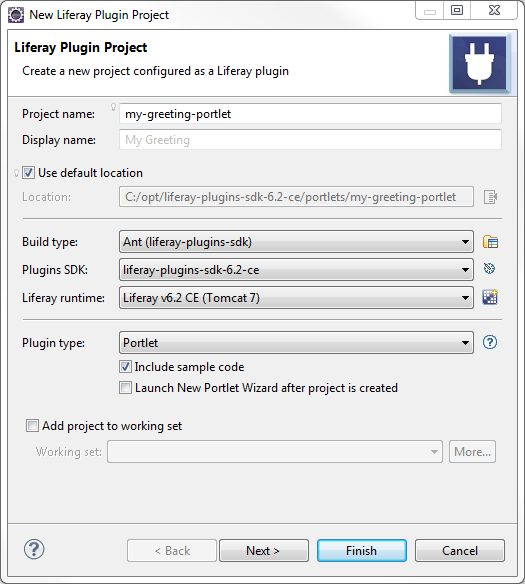 New Liferay Plugin Project
Liferay Plugin Project
Create a new project configured as a Liferay plugin
Project name: my-greeting-portlet
Display name: My Greeting
Use default location
Location: C:/opt/liferay-plugins-sdk-6.2-ce/portlets/my-greeting-portlet
Build type: Ant (liferay-plugins-sdk)
Plugins SDK: liferay-plugins-sdk-6.2-ce
Liferay runtime: Liferay v6.2 CE (Tomcat 7)
Plugin type: Portlet
Include sample code
Launch New Portlet Wizard after project is created
Add project to working set
Working set: More...
< Back Next > Finish Cancel